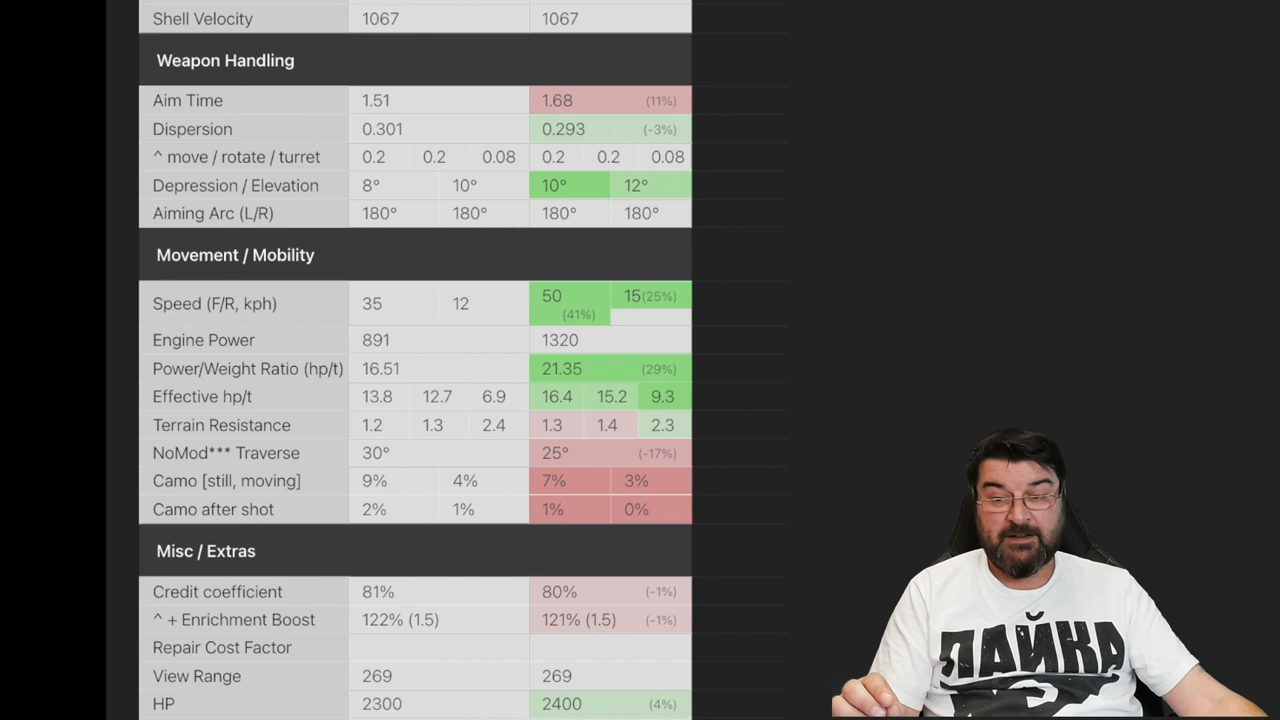 Shell Velocity 1067 1067
Weapon Handling
Aim Time 1.51 1.68 (11%)
Dispersion 0.301 0.293 (-3%)
^ move / rotate / turret 0.2 0.2 0.08 0.2 0.2 0.08
Depression / Elevation 8° 10° 10° 12°
Aiming Arc (L/R) 180° 180° 180° 180°
Movement / Mobility
Speed (F/R, kph) 35 12 50 (41%) 15(25%)
Engine Power 891 1320
Power/Weight Ratio (hp/t) 16.51 21.35 (29%)
Effective hp/t 13.8 12.7 6.9 16.4 15.2 9.3
Terrain Resistance 1.2 1.3 2.4 1.3 1.4 2.3
NoMod*** Traverse 30° 25° (-17%)
Camo [still, moving] 9% 4% 7% 3%
Camo after shot 2% 1% 1% 0%
Misc / Extras
Credit coefficient 81% 80% (-1%)
^ + Enrichment Boost 122% (1.5) 121% (1.5) (-1%)
Repair Cost Factor
View Range 269 269
HP 2300 2400 (4%)
ПАЙКА